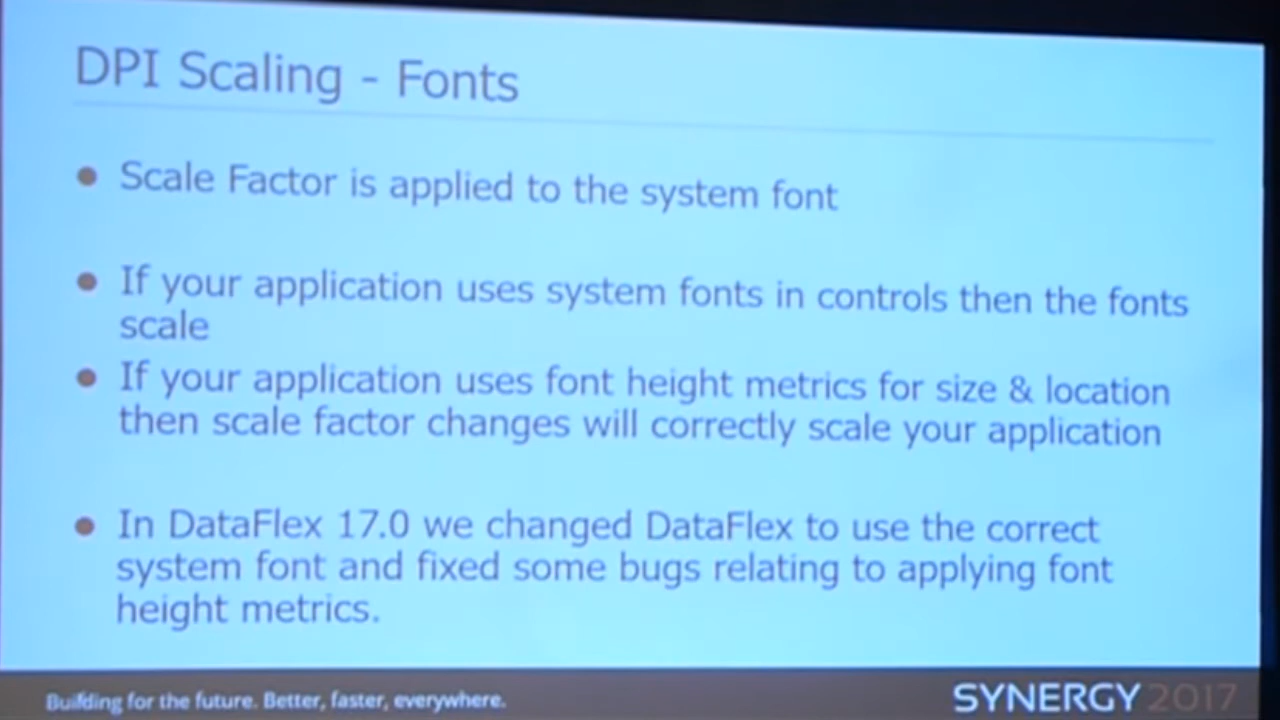 DPI Scaling - Fonts
• Scale Factor is applied to the system font
• If your application uses system fonts in controls then the fonts
scale
• If your application uses font height metrics for size & location
then scale factor changes will correctly scale your application
• In DataFlex 17.0 we changed DataFlex to use the correct
system font and fixed some bugs relating to applying font
height metrics.
Building for the future. Better, faster, everywhere.
SYNERGY 2017